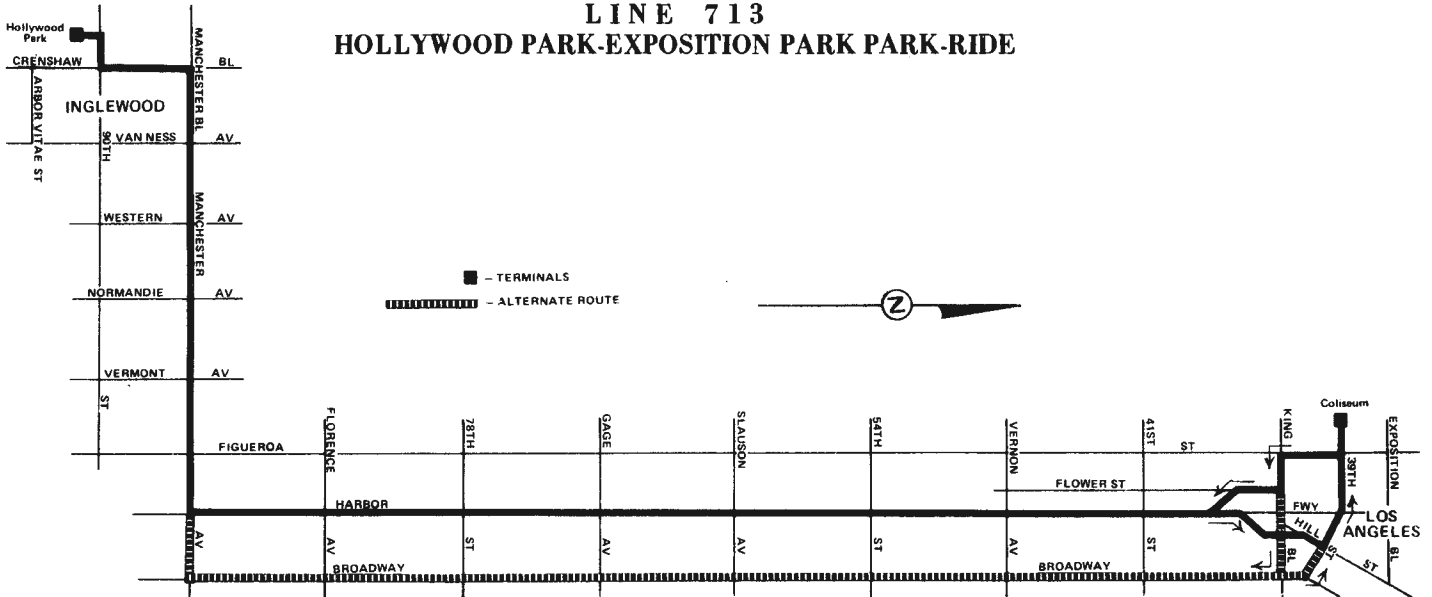 LINE 713
HOLLYWOOD PARK-EXPOSITION PARK PARK-RIDE
Hollywood
Park
CRENSHAW BL
MANCHESTER BL
ARBOR VITAE ST
INGLEWOOD
90TH ST
VAN NESS AV
MANCHESTER AV
WESTERN AV
NORMANDIE AV
VERMONT AV
- TERMINALS
- ALTERNATE ROUTE
Z
FIGUEROA ST
FLORENCE AV
78TH ST
GAGE AV
SLAUSON AV
54TH ST
VERNON AV
41ST ST
KING BL
Coliseum
39TH ST
EXPOSITION BL
FLOWER ST
HARBOR FWY
HILL ST
LOS
ANGELES
BROADWAY
BROADWAY